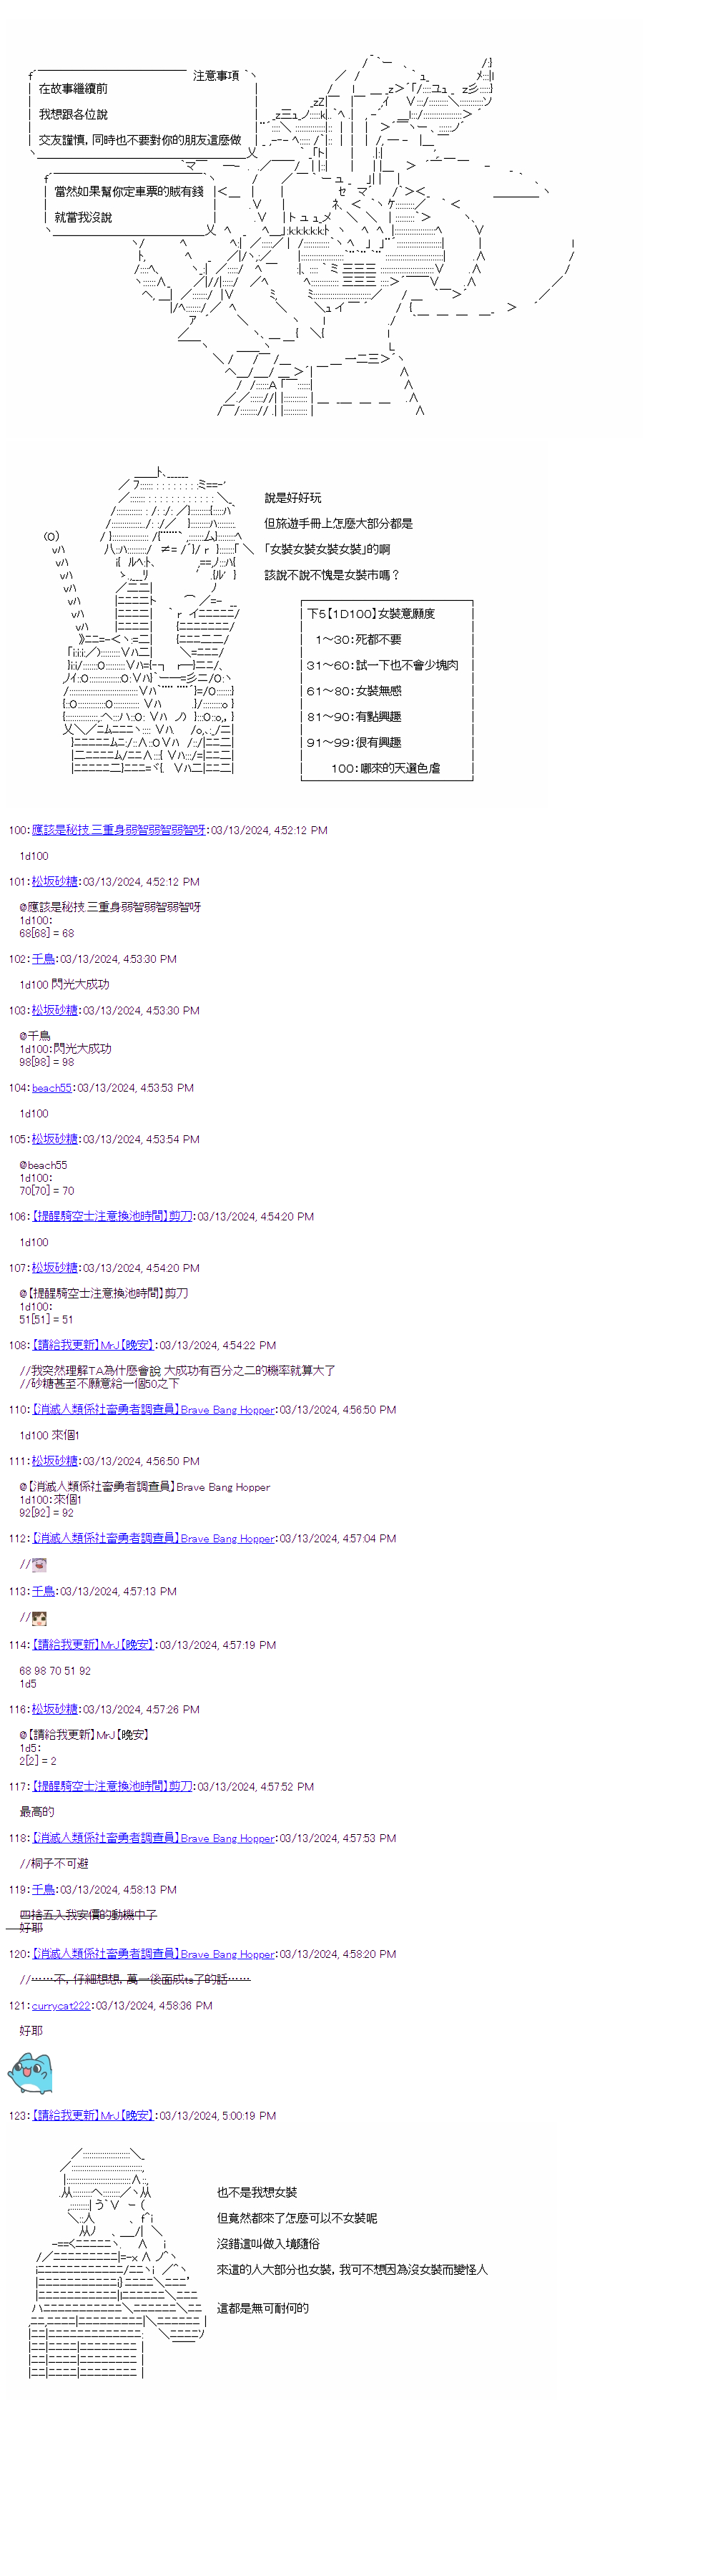 注意事項
在故事繼續前
我想跟各位說
交友謹慎,同時也不要對你的朋友這麼做
當然如果幫你定車票的賊有錢
就當我沒說
說是好好玩
但旅遊手冊上怎麼大部分都是
「女裝女裝女裝女裝」的啊
該說不說不愧是女裝市嗎？
下5【1D100】女裝意願度
1～30：死都不要
31～60：試一下也不會少塊肉
61～80：女裝無感
81～90：有點興趣
91～99：很有興趣
100：哪來的天選色虐
100：應該是秘技.三重身弱智弱智弱智呀：03/13/2024, 4:52:12 PM
1d100
101：松坂砂糖：03/13/2024, 4:52:12 PM
@應該是秘技.三重身弱智弱智弱智呀
1d100：
68[68] = 68
102：千鳥：03/13/2024, 4:53:30 PM
1d100 閃光大成功
103：松坂砂糖：03/13/2024, 4:53:30 PM
@千鳥
1d100：閃光大成功
98[98] = 98
104：beach55：03/13/2024, 4:53:53 PM
1d100
105：松坂砂糖：03/13/2024, 4:53:54 PM
@beach55
1d100：
70[70] = 70
106：【提醒騎空士注意換池時間】剪刀：03/13/2024, 4:54:20 PM
1d100
107：松坂砂糖：03/13/2024, 4:54:20 PM
@【提醒騎空士注意換池時間】剪刀
1d100：
51[51] = 51
108：【請給我更新】MrJ【晚安】：03/13/2024, 4:54:22 PM
//我突然理解TA為什麼會說.大成功有百分之二的機率就算大了
//砂糖甚至不願意給一個50之下
110：【消滅人類係社畜勇者調查員】Brave Bang Hopper：03/13/2024, 4:56:50 PM
1d100 來個1
111：松坂砂糖：03/13/2024, 4:56:50 PM
@【消滅人類係社畜勇者調查員】Brave Bang Hopper
1d100：來個1
92[92] = 92
112：【消滅人類係社畜勇者調查員】Brave Bang Hopper：03/13/2024, 4:57:04 PM
//
113：千鳥：03/13/2024, 4:57:13 PM
//
114：【請給我更新】MrJ【晚安】：03/13/2024, 4:57:19 PM
68 98 70 51 92
1d5
116：松坂砂糖：03/13/2024, 4:57:26 PM
@【請給我更新】MrJ【晚安】
1d5：
2[2] = 2
117：【提醒騎空士注意換池時間】剪刀：03/13/2024, 4:57:52 PM
最高的
118：【消滅人類係社畜勇者調查員】Brave Bang Hopper：03/13/2024, 4:57:53 PM
//桐子不可避
119：千鳥：03/13/2024, 4:58:13 PM
四捨五入我安價的動機中了
好耶
120：【消滅人類係社畜勇者調查員】Brave Bang Hopper：03/13/2024, 4:58:20 PM
//……不，仔細想想，萬一後面成ts了的話……
121：currycat222：03/13/2024, 4:58:36 PM
好耶
123：【請給我更新】MrJ【晚安】：03/13/2024, 5:00:19 PM
也不是我想女裝
但竟然都來了怎麼可以不女裝呢
沒錯這叫做入境隨俗
來這的人大部分也女裝，我可不想因為沒女裝而變怪人
這都是無可耐何的